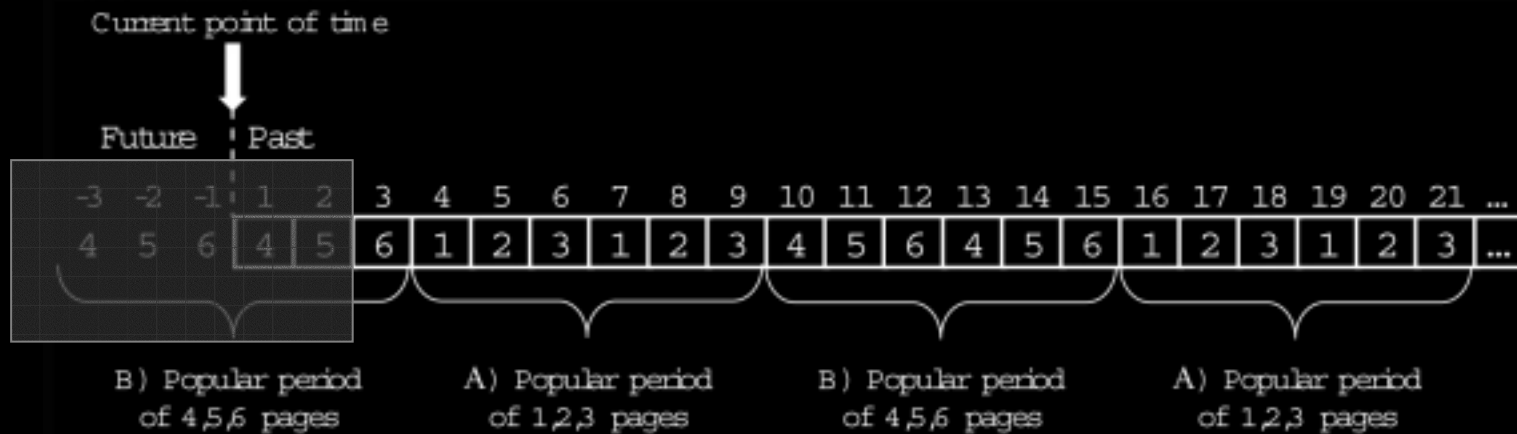 Current point of time
Future Past
-3 -2 -1 1 2 3 4 5 6 7 8 9 10 11 12 13 14 15 16 17 18 19 20 21 ...
4 5 6 4 5 6 1 2 3 1 2 3 4 5 6 4 5 6 1 2 3 1 2 3 ...
B) Popular period A) Popular period B) Popular period A) Popular period
of 4,5,6 pages of 1,2,3 pages of 4,5,6 pages of 1,2,3 pages